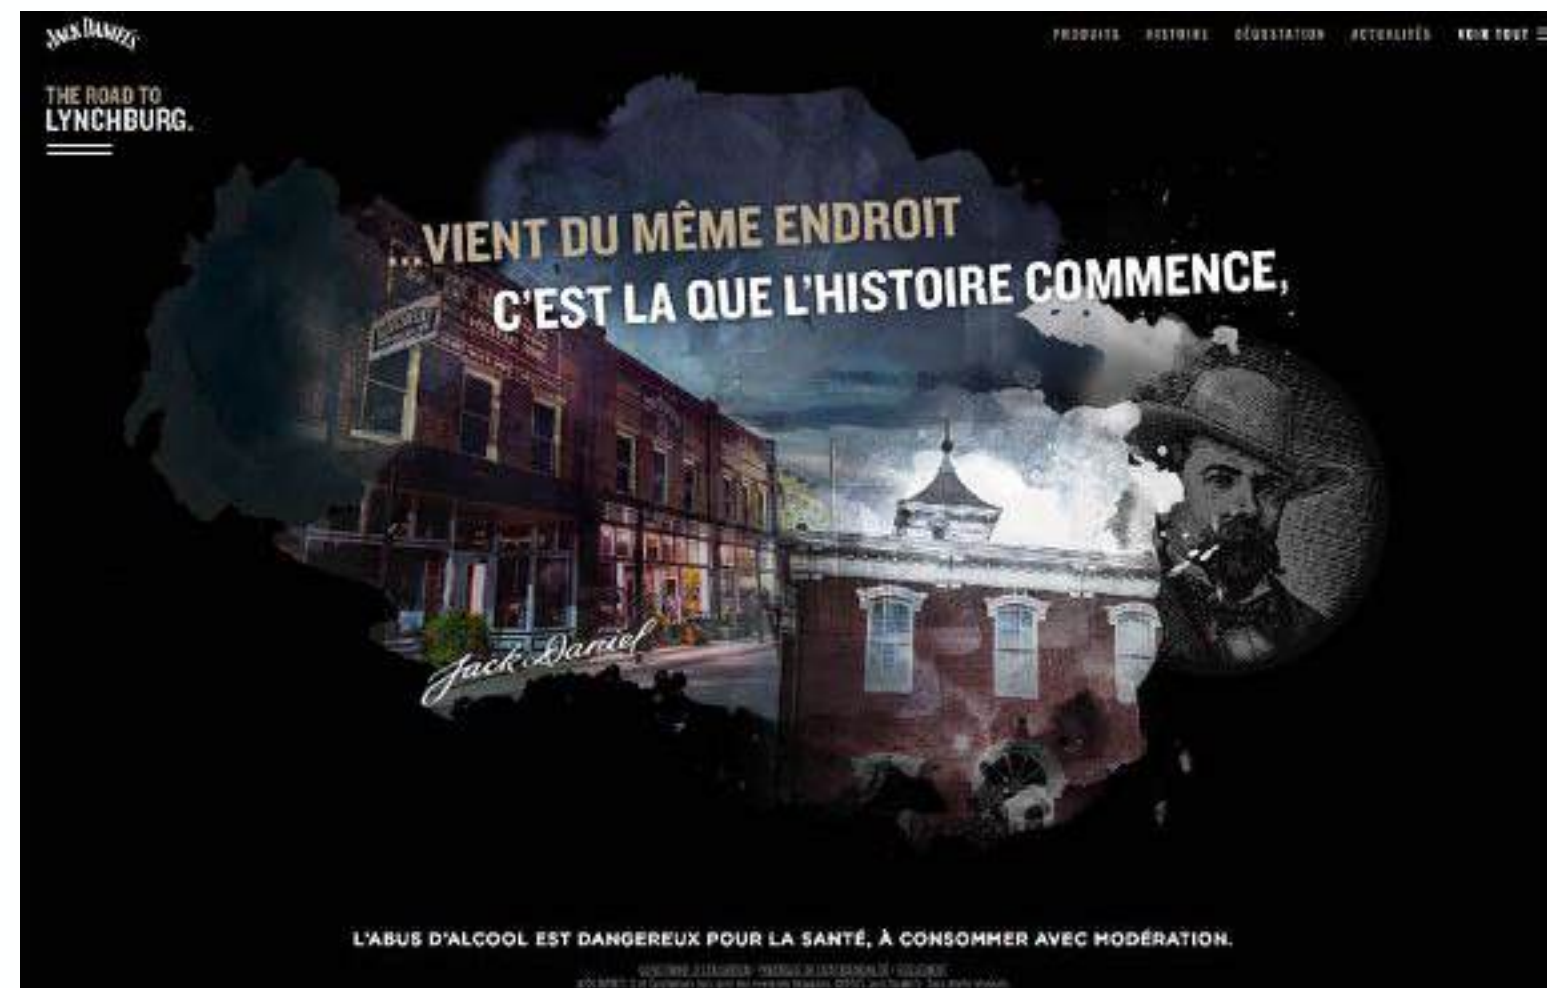 JACK DANIEL'S
PRODUITS HISTOIRE DÉGUSTATION ACTUALITÉS VOIR TOUT
THE ROAD TO
LYNCHBURG.
...VIENT DU MÊME ENDROIT
C'EST LA QUE L'HISTOIRE COMMENCE,
Jack Daniel
L'ABUS D'ALCOOL EST DANGEREUX POUR LA SANTÉ, À CONSOMMER AVEC MODÉRATION.